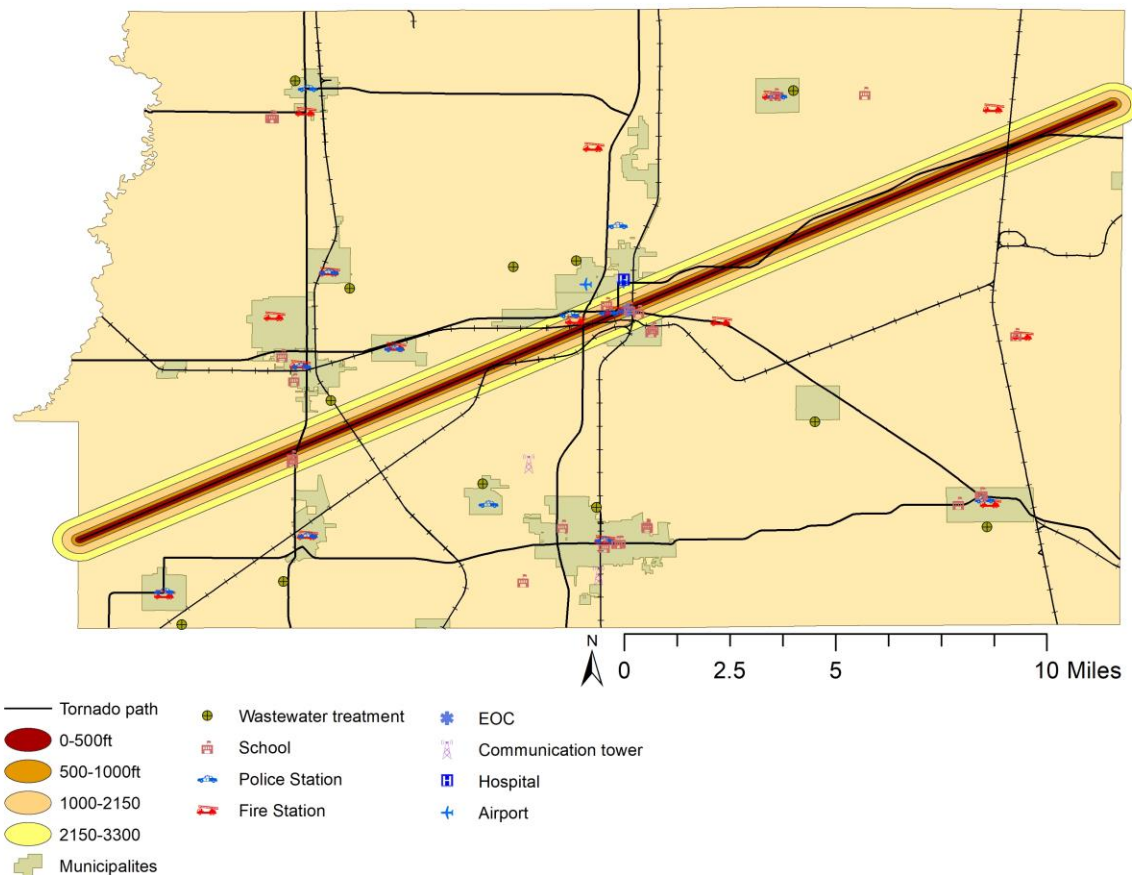 N
0 2.5 5 10 Miles
Tornado path
0-500ft
500-1000ft
1000-2150
2150-3300
Municipalites
Wastewater treatment
School
Police Station
Fire Station
EOC
Communication tower
H Hospital
Airport
H